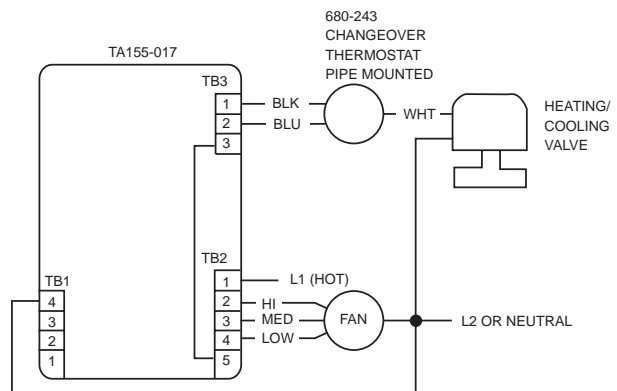 680-243
CHANGEOVER
THERMOSTAT
PIPE MOUNTED
TA155-017
TB3
1
2
3
BLK
BLU
WHT
HEATING/
COOLING
VALVE
TB2
1
2
3
4
5
L1 (HOT)
HI
MED
LOW
FAN
L2 OR NEUTRAL
TB1
4
3
2
1